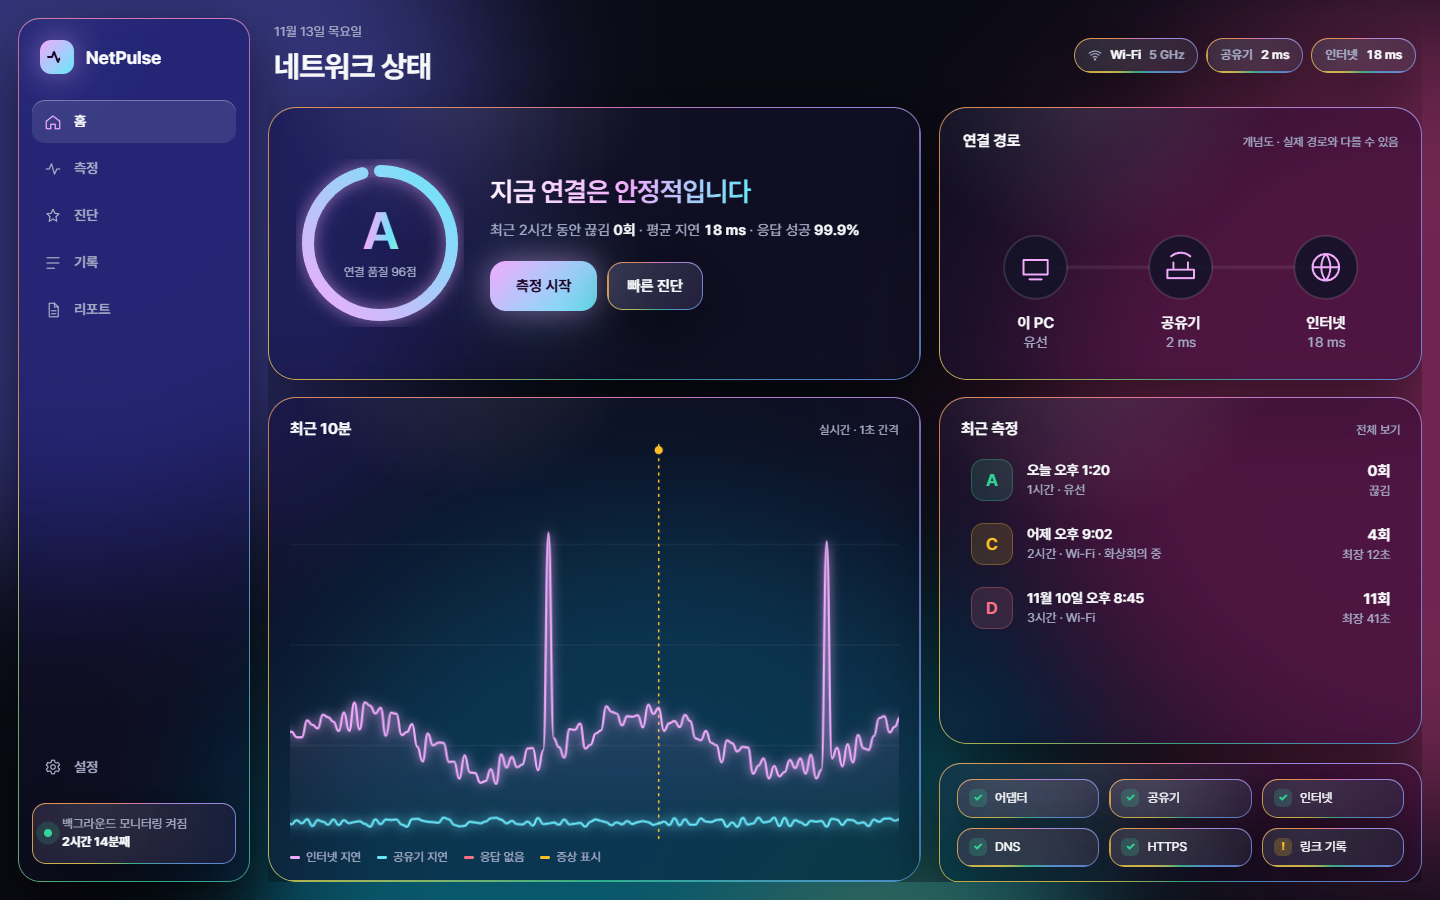 NetPulse
홈
측정
진단
기록
리포트
설정
백그라운드 모니터링 켜짐
2시간 14분째
11월 13일 목요일
네트워크 상태
Wi-Fi 5 GHz
공유기 2 ms
인터넷 18 ms
A
연결 품질 96점
지금 연결은 안정적입니다
최근 2시간 동안 끊김 0회 · 평균 지연 18 ms · 응답 성공 99.9%
측정 시작
빠른 진단
연결 경로
개념도 · 실제 경로와 다를 수 있음
이 PC
유선
공유기
2 ms
인터넷
18 ms
최근 10분
실시간 · 1초 간격
인터넷 지연
공유기 지연
응답 없음
증상 표시
최근 측정
전체 보기
A
오늘 오후 1:20
1시간 · 유선
0회
끊김
C
어제 오후 9:02
2시간 · Wi-Fi · 화상회의 중
4회
최장 12초
D
11월 10일 오후 8:45
3시간 · Wi-Fi
11회
최장 41초
어댑터
공유기
인터넷
DNS
HTTPS
! 링크 기록